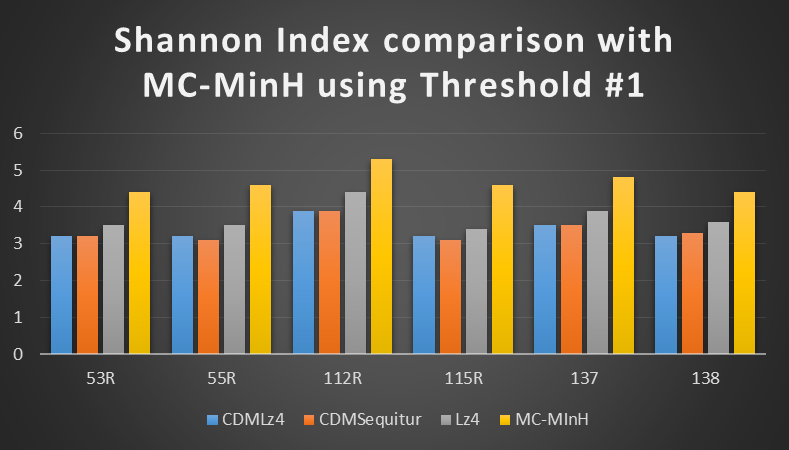 Shannon Index comparison with
MC-MinH using Threshold #1
6
5
4
3
2
1
0
53R 55R 112R 115R 137 138
CDMLz4 CDMSequitur Lz4 MC-MInH